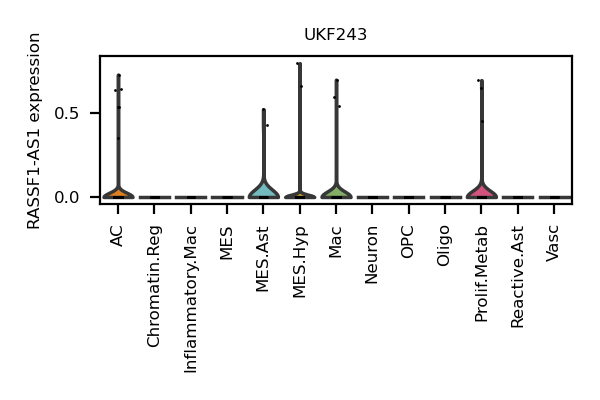 UKF243
RASSF1-AS1 expression
0.5
0.0
AC
Chromatin.Reg
Inflammatory.Mac
MES
MES.Ast
MES.Hyp
Mac
Neuron
OPC
Oligo
Prolif.Metab
Reactive.Ast
Vasc